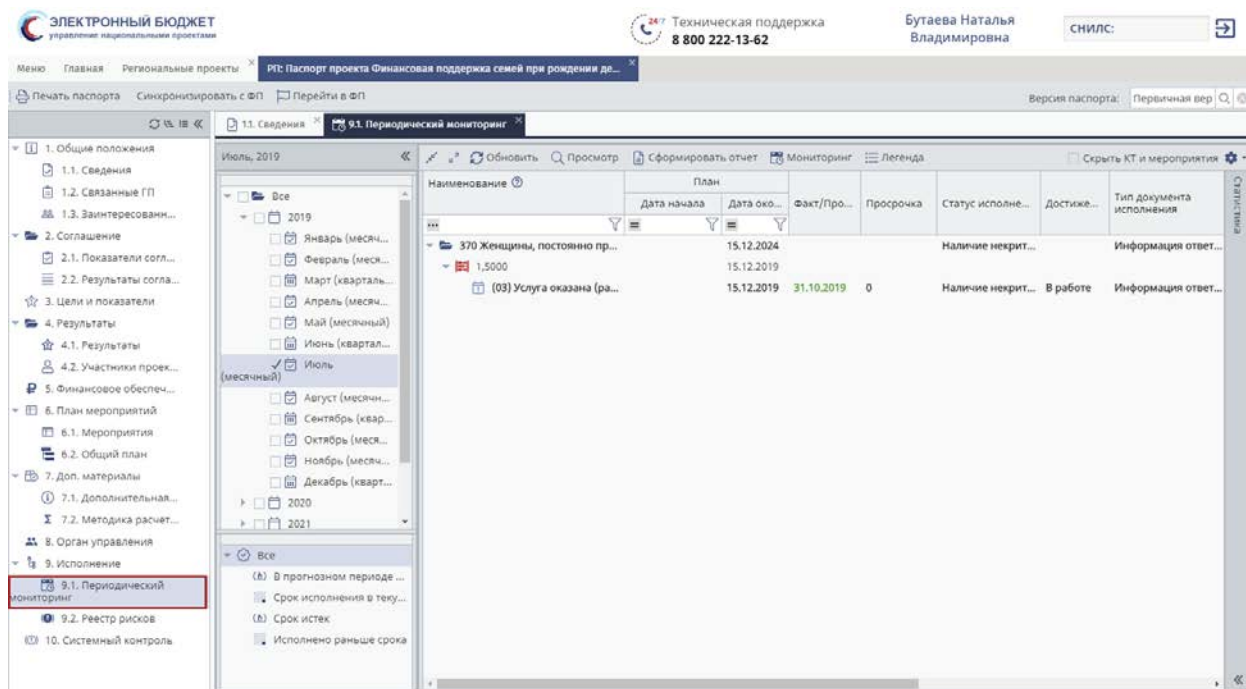 ЭЛЕКТРОННЫЙ БЮДЖЕТ
управление национальными проектами
24/7 Техническая поддержка
8 800 222-13-62
Бутаева Наталья
Владимировна
СНИЛС:
Меню Главная Региональные проекты
РП: Паспорт проекта Финансовая поддержка семей при рождении де...
Печать паспорта Синхронизировать с ФП Перейти в ФП
Версия паспорта: Первичная вер
1.1. Сведения
9.1. Периодический мониторинг
1. Общие положения
1.1. Сведения
1.2. Связанные ГП
1.3. Заинтересованн...
2. Соглашение
2.1. Показатели согл...
2.2. Результаты согла...
3. Цели и показатели
4. Результаты
4.1. Результаты
4.2. Участники проек...
5. Финансовое обеспеч...
6. План мероприятий
6.1. Мероприятия
6.2. Общий план
7. Доп. материалы
7.1. Дополнительная...
7.2. Методика расчет...
8. Орган управления
9. Исполнение
9.1. Периодический
мониторинг
9.2. Реестр рисков
10. Системный контроль
Июль, 2019
Все
2019
Январь (месяч...
Февраль (меся...
Март (кварталь...
Апрель (месяч...
Май (месячный)
Июнь (квартал...
Июль
(месячный)
Август (месячн...
Сентябрь (квар...
Октябрь (меся...
Ноябрь (месяч...
Декабрь (кварт...
2020
2021
Все
В прогнозном периоде ...
Срок исполнения в теку...
Срок истек
Исполнено раньше срока
Обновить Просмотр Сформировать отчет Мониторинг Легенда
Скрыть КТ и мероприятия
Наименование
План
Дата начала Дата око... Факт/Про... Просрочка Статус исполне... Достиже...
Тип документа
исполнения
370 Женщины, постоянно пр... 15.12.2024 Наличие некрит... Информация ответ...
1,5000 15.12.2019
(03) Услуга оказана (ра... 15.12.2019 31.10.2019 0 Наличие некрит... В работе Информация ответ...
Статистика